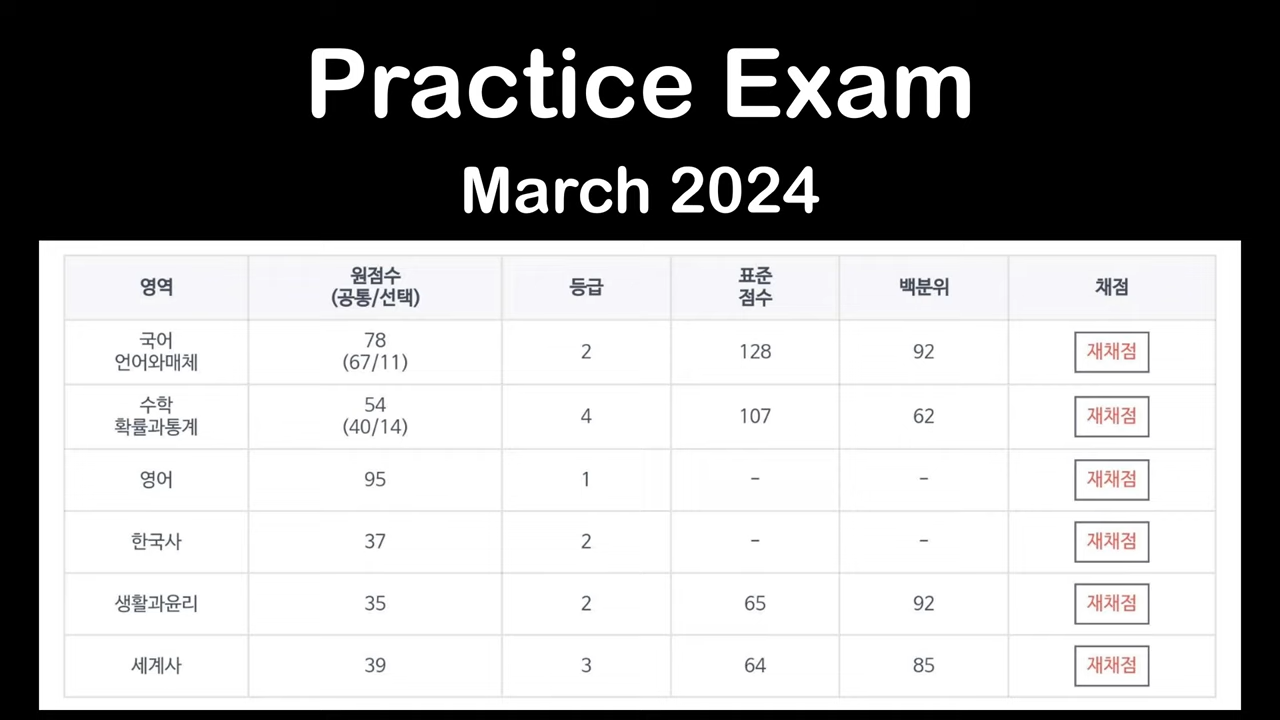 Practice Exam
March 2024
영역 원점수 (공통/선택) 등급 표준 점수 백분위 채점
국어 언어와매체 78 (67/11) 2 128 92 재채점
수학 확률과통계 54 (40/14) 4 107 62 재채점
영어 95 1 - - 재채점
한국사 37 2 - - 재채점
생활과윤리 35 2 65 92 재채점
세계사 39 3 64 85 재채점